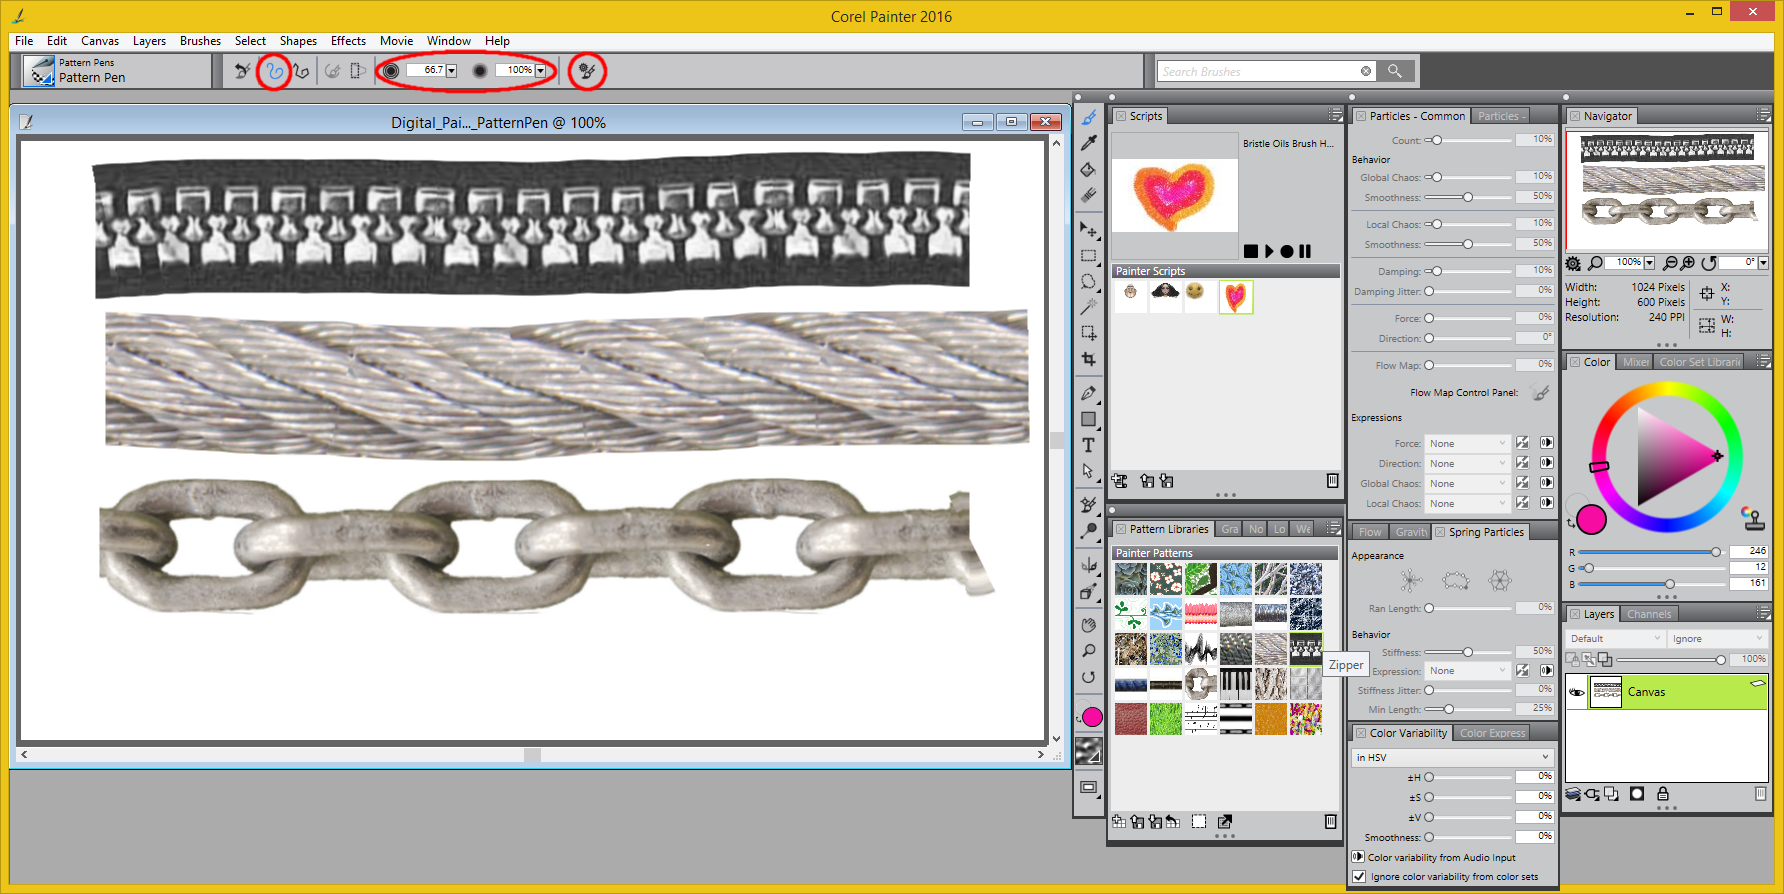 Corel Painter 2016
File Edit Canvas Layers Brushes Select Shapes Effects Movie Window Help
Pattern Pens
Pattern Pen
66.7
100%
Search Brushes
Digital_Pai..._PatternPen @ 100%
Scripts
Bristle Oils Brush H...
Painter Scripts
Pattern Libraries Gra No Lo We
Painter Patterns
Zipper
Particles - Common Particles -
Count: 10%
Behavior
Global Chaos: 10%
Smoothness: 50%
Local Chaos: 10%
Smoothness: 50%
Damping: 10%
Damping Jitter: 0%
Force: 0%
Direction: 0°
Flow Map: 0%
Flow Map Control Panel:
Expressions
Force: None
Direction: None
Global Chaos: None
Local Chaos: None
Flow Gravity Spring Particles
Appearance
Ran Length: 0%
Behavior
Stiffness: 50%
Expression: None
Stiffness Jitter: 0%
Min Length: 25%
Color Variability Color Express
in HSV
±H 0%
±S 0%
±V 0%
Smoothness: 0%
Color variability from Audio Input
Ignore color variability from color sets
Navigator
100% 0°
Width: 1024 Pixels X:
Height: 600 Pixels Y:
Resolution: 240 PPI W:
H:
Color Mixer Color Set Librarie
R 246
G 12
B 161
Layers Channels
Default Ignore
100%
Canvas
T